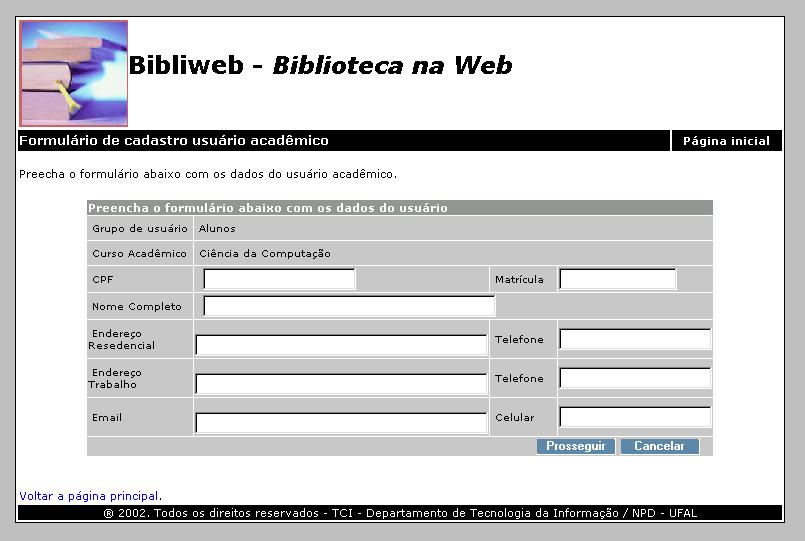 Bibliweb - Biblioteca na Web
Formulário de cadastro usuário acadêmico
Página inicial
Preecha o formulário abaixo com os dados do usuário acadêmico.
Preencha o formulário abaixo com os dados do usuário
Grupo de usuário Alunos
Curso Acadêmico Ciência da Computação
CPF Matrícula
Nome Completo
Endereço
Resedencial Telefone
Endereço
Trabalho Telefone
Email Celular
Prosseguir Cancelar
Voltar a página principal.
® 2002. Todos os direitos reservados - TCI - Departamento de Tecnologia da Informação / NPD - UFAL